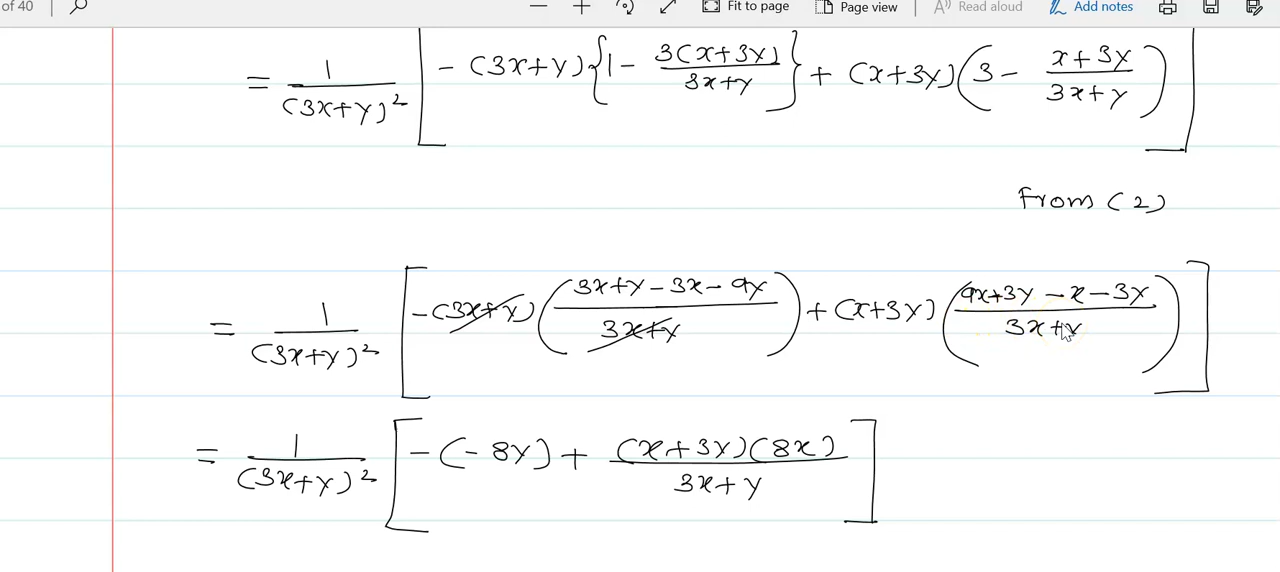 of 40 Fit to page Page view Read aloud Add notes
= 1/(3x+y)² [ -(3x+y){1 - 3(x+3y)/3x+y} + (x+3y)(3 - x+3y/3x+y) ]
From (2)
= 1/(3x+y)² [ -(3x+y)(3x+y-3x-9y/3x+y) + (x+3y)(9x+3y-x-3y/3x+y) ]
= 1/(3x+y)² [ -(-8y) + (x+3y)(8x)/3x+y ]